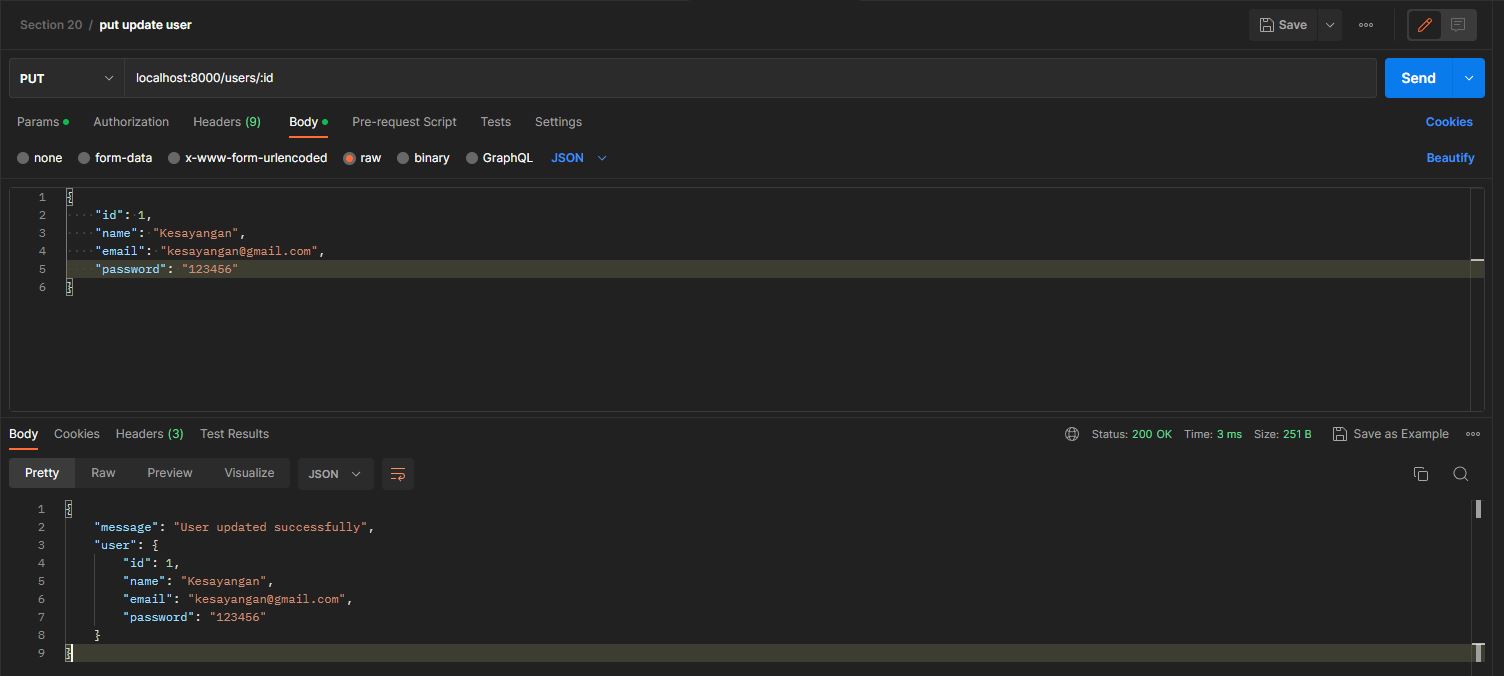 Section 20 / put update user
Save
PUT
localhost:8000/users/:id
Send
Params
Authorization
Headers (9)
Body
Pre-request Script
Tests
Settings
Cookies
none
form-data
x-www-form-urlencoded
raw
binary
GraphQL
JSON
Beautify
1 {
2 "id": 1,
3 "name": "Kesayangan",
4 "email": "kesayangan@gmail.com",
5 "password": "123456"
6 }
Body
Cookies
Headers (3)
Test Results
Status: 200 OK
Time: 3 ms
Size: 251 B
Save as Example
Pretty
Raw
Preview
Visualize
JSON
1 {
2 "message": "User updated successfully",
3 "user": {
4 "id": 1,
5 "name": "Kesayangan",
6 "email": "kesayangan@gmail.com",
7 "password": "123456"
8 }
9 }